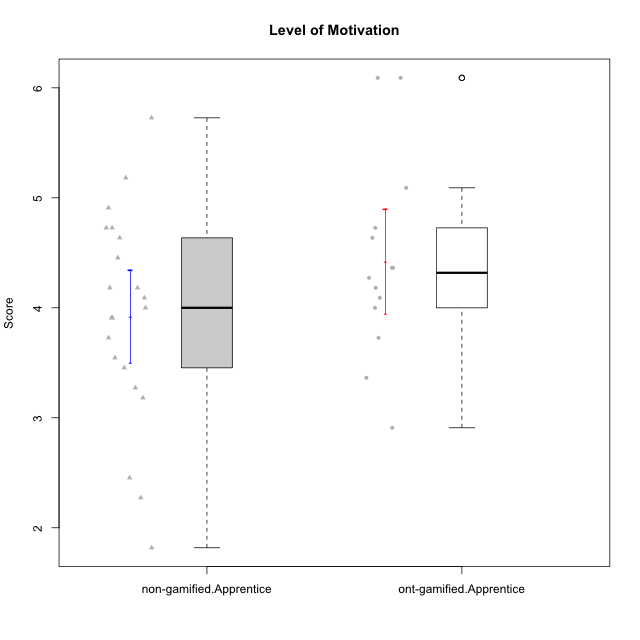 Level of Motivation
Score
6
5
4
3
2
non-gamified.Apprentice
ont-gamified.Apprentice